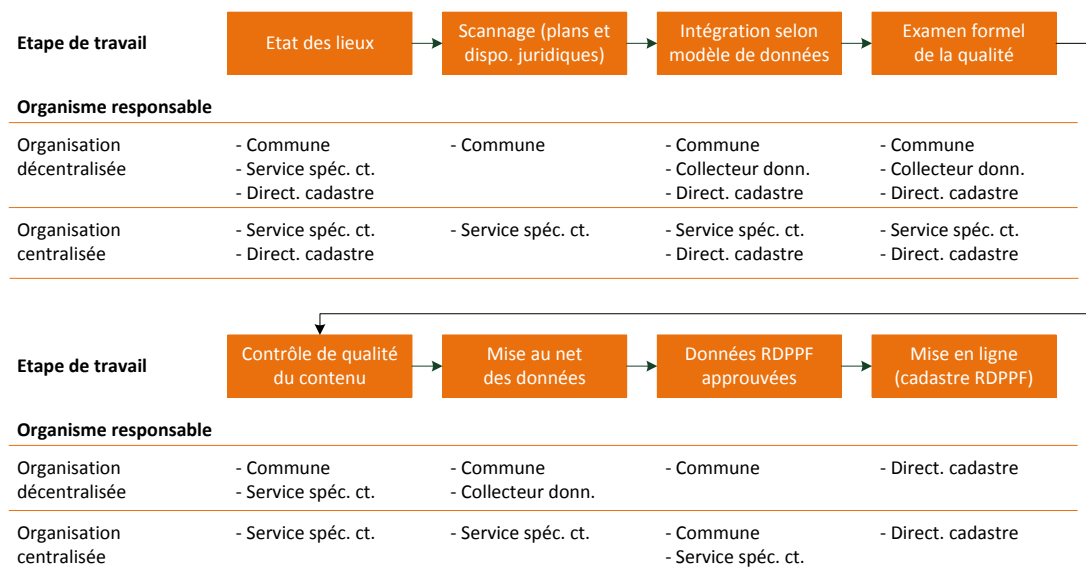 Etape de travail
Etat des lieux
Scannage (plans et
dispo. juridiques)
Intégration selon
modèle de données
Examen formel
de la qualité
Organisme responsable
Organisation
décentralisée
- Commune
- Service spéc. ct.
- Direct. cadastre
- Commune
- Commune
- Collecteur donn.
- Direct. cadastre
- Commune
- Collecteur donn.
- Direct. cadastre
Organisation
centralisée
- Service spéc. ct.
- Direct. cadastre
- Service spéc. ct.
- Service spéc. ct.
- Direct. cadastre
- Service spéc. ct.
- Direct. cadastre
Etape de travail
Contrôle de qualité
du contenu
Mise au net
des données
Données RDPPF
approuvées
Mise en ligne
(cadastre RDPPF)
Organisme responsable
Organisation
décentralisée
- Commune
- Service spéc. ct.
- Commune
- Collecteur donn.
- Commune
- Direct. cadastre
Organisation
centralisée
- Service spéc. ct.
- Service spéc. ct.
- Commune
- Service spéc. ct.
- Direct. cadastre